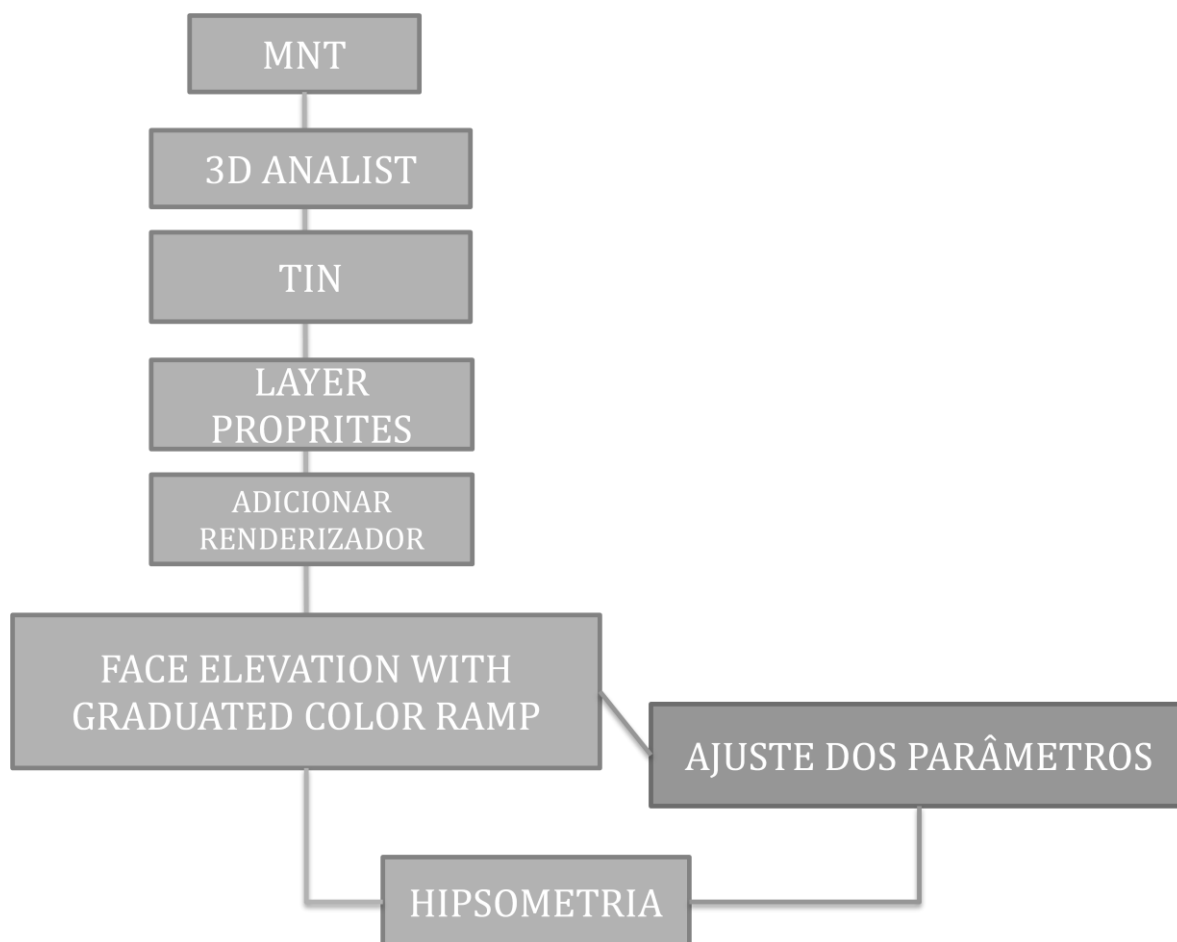 MNT
3D ANALIST
TIN
LAYER
PROPRITES
ADICIONAR
RENDERIZADOR
FACE ELEVATION WITH
GRADUATED COLOR RAMP
AJUSTE DOS PARÂMETROS
HIPSOMETRIA